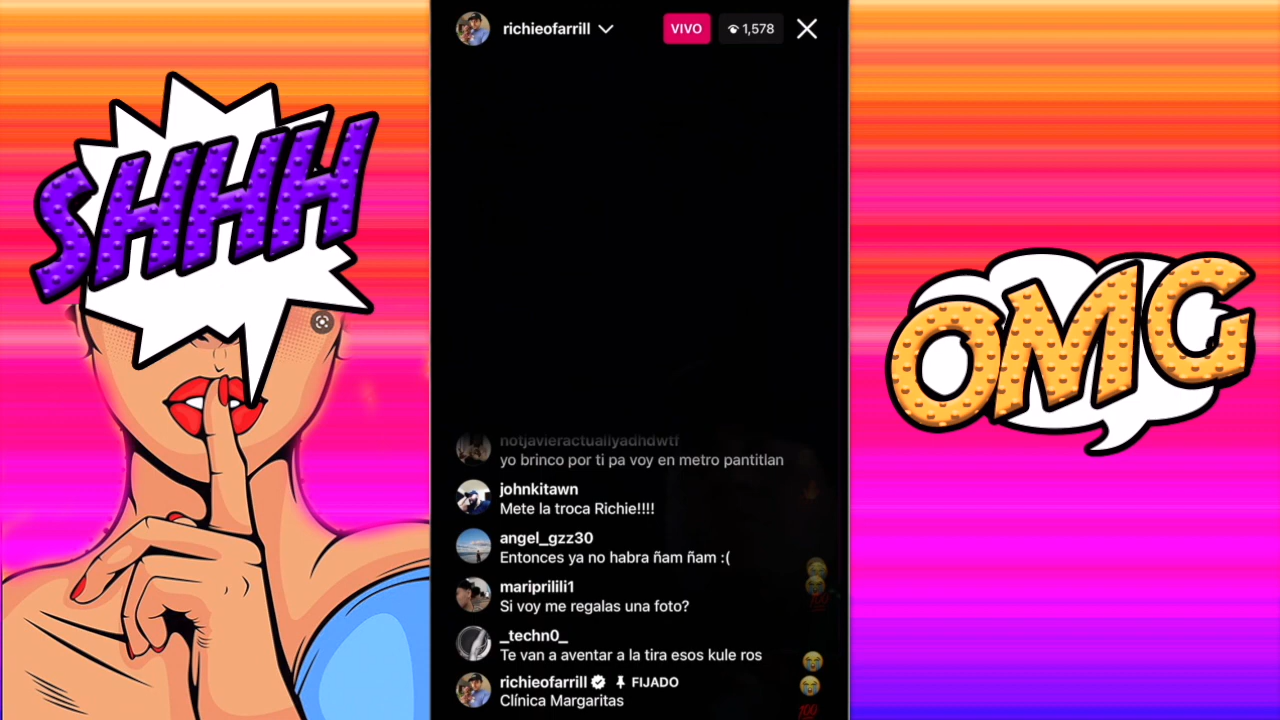 SHHH
OMG
richieofarrill
VIVO
1,578
notjavieractuallyadhdwtf
yo brinco por ti pa voy en metro pantitlan
johnkitawn
Mete la troca Richie!!!!
angel_gzz30
Entonces ya no habra ñam ñam :(
mariprilili1
Si voy me regalas una foto?
_techn0_
Te van a aventar a la tira esos kule ros
richieofarrill FIJADO
Clínica Margaritas